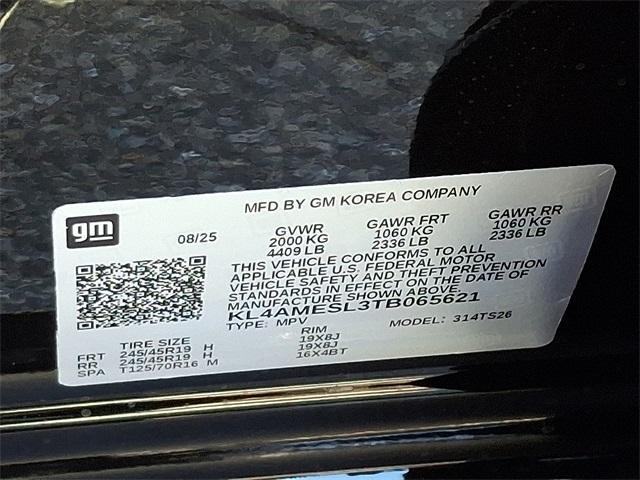 MFD BY GM KOREA COMPANY
gm
08/25
GVWR GAWR FRT GAWR RR
2000 KG 1060 KG 1060 KG
4409 LB 2336 LB 2336 LB
THIS VEHICLE CONFORMS TO ALL
APPLICABLE U.S. FEDERAL MOTOR
VEHICLE SAFETY AND THEFT PREVENTION
STANDARDS IN EFFECT ON THE DATE OF
MANUFACTURE SHOWN ABOVE.
KL4AMESL3TB065621
TYPE: MPV MODEL: 314TS26
TIRE SIZE RIM
FRT 245/45R19 H 19X8J
RR 245/45R19 H 19X8J
SPA T125/70R16 M 16X4BT